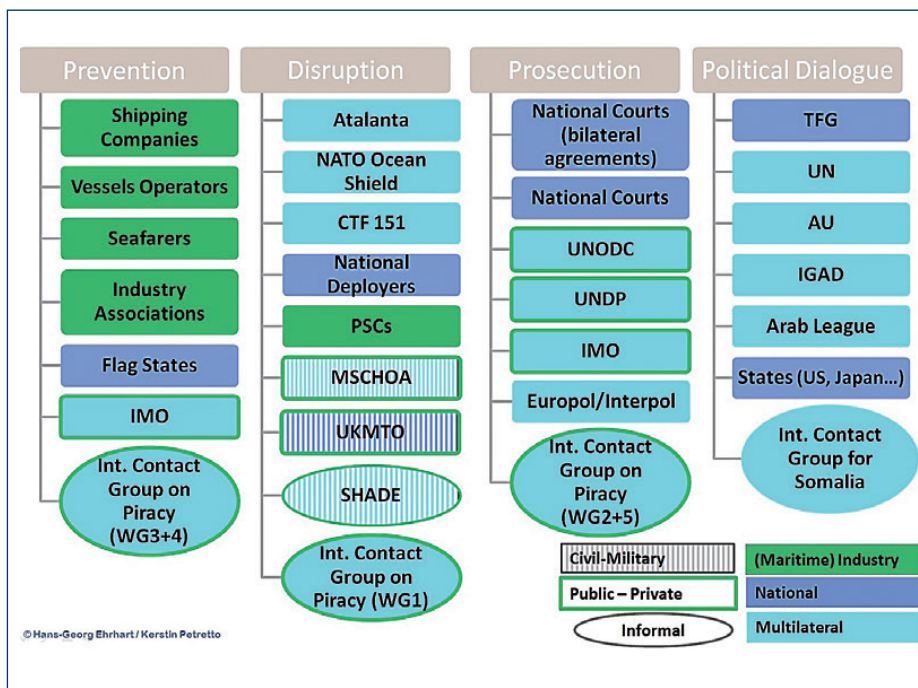 Prevention
Shipping
Companies
Vessels Operators
Seafarers
Industry
Associations
Flag States
IMO
Int. Contact
Group on
Piracy
(WG3+4)
Disruption
Atalanta
NATO Ocean
Shield
CTF 151
National
Deployers
PSCs
MSCHOA
UKMTO
SHADE
Int. Contact
Group on
Piracy (WG1)
Prosecution
National Courts
(bilateral
agreements)
National Courts
UNODC
UNDP
IMO
Europol/Interpol
Int. Contact
Group on
Piracy
(WG2+5)
Political Dialogue
TFG
UN
AU
IGAD
Arab League
States (US, Japan...)
Int. Contact
Group for
Somalia
Civil-Military
(Maritime) Industry
Public – Private
National
Informal
Multilateral
© Hans-Georg Ehrhart / Kerstin Petretto